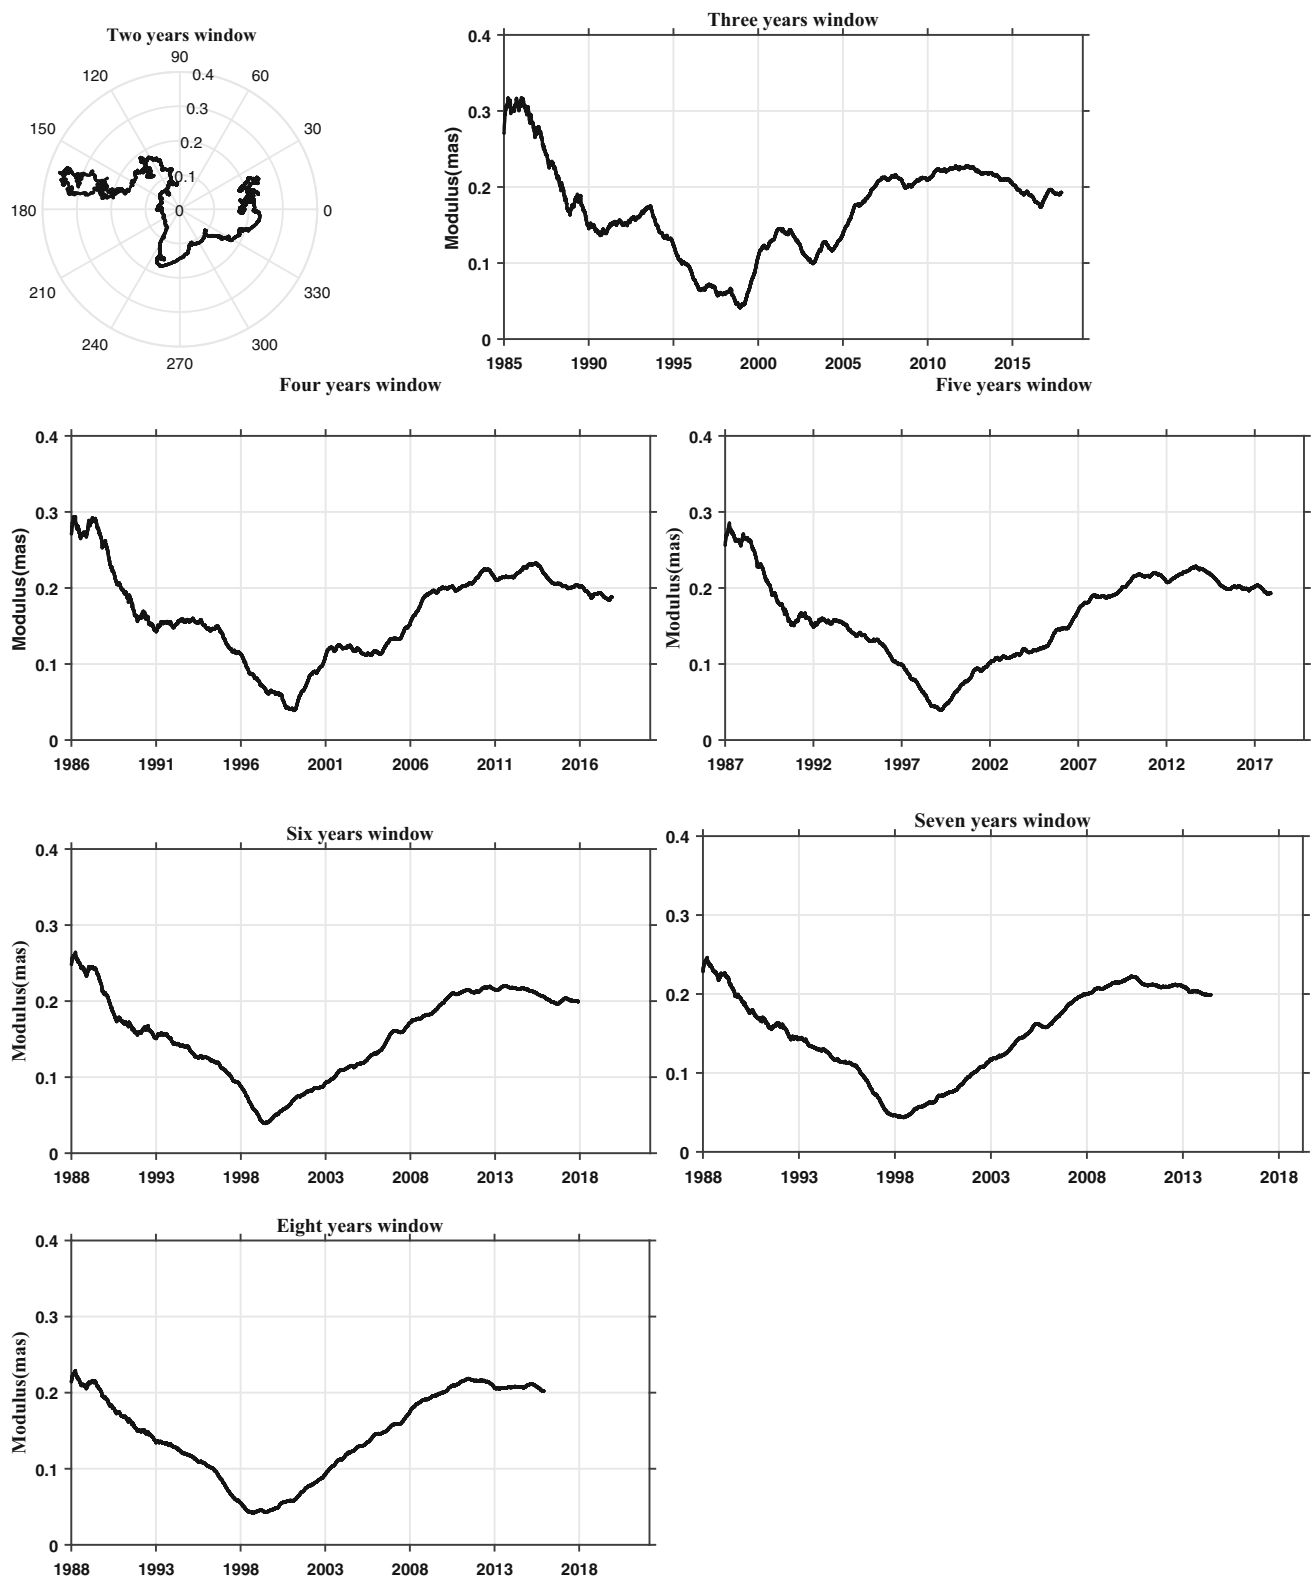 Two years window
90
120
60
0.4
0.3
150
30
0.2
0.1
180
0
0
210
330
240
300
270
Three years window
0.4
0.3
0.2
0.1
0
Modulus(mas)
1985 1990 1995 2000 2005 2010 2015
Four years window
0.4
0.3
0.2
0.1
0
Modulus(mas)
1986 1991 1996 2001 2006 2011 2016
Five years window
0.4
0.3
0.2
0.1
0
Modulus(mas)
1987 1992 1997 2002 2007 2012 2017
Six years window
0.4
0.3
0.2
0.1
0
Modulus(mas)
1988 1993 1998 2003 2008 2013 2018
Seven years window
0.4
0.3
0.2
0.1
0
Modulus(mas)
1988 1993 1998 2003 2008 2013 2018
Eight years window
0.4
0.3
0.2
0.1
0
Modulus(mas)
1988 1993 1998 2003 2008 2013 2018